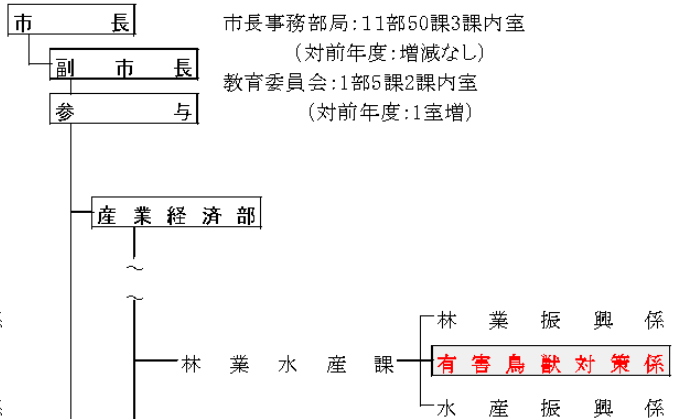 市長
市長事務部局:11部50課3課内室
(対前年度:増減なし)
副市長
教育委員会:1部5課2課内室
参与
(対前年度:1室増)
産業経済部
～
～
林業振興係
林業水産課
有害鳥獣対策係
水産振興係